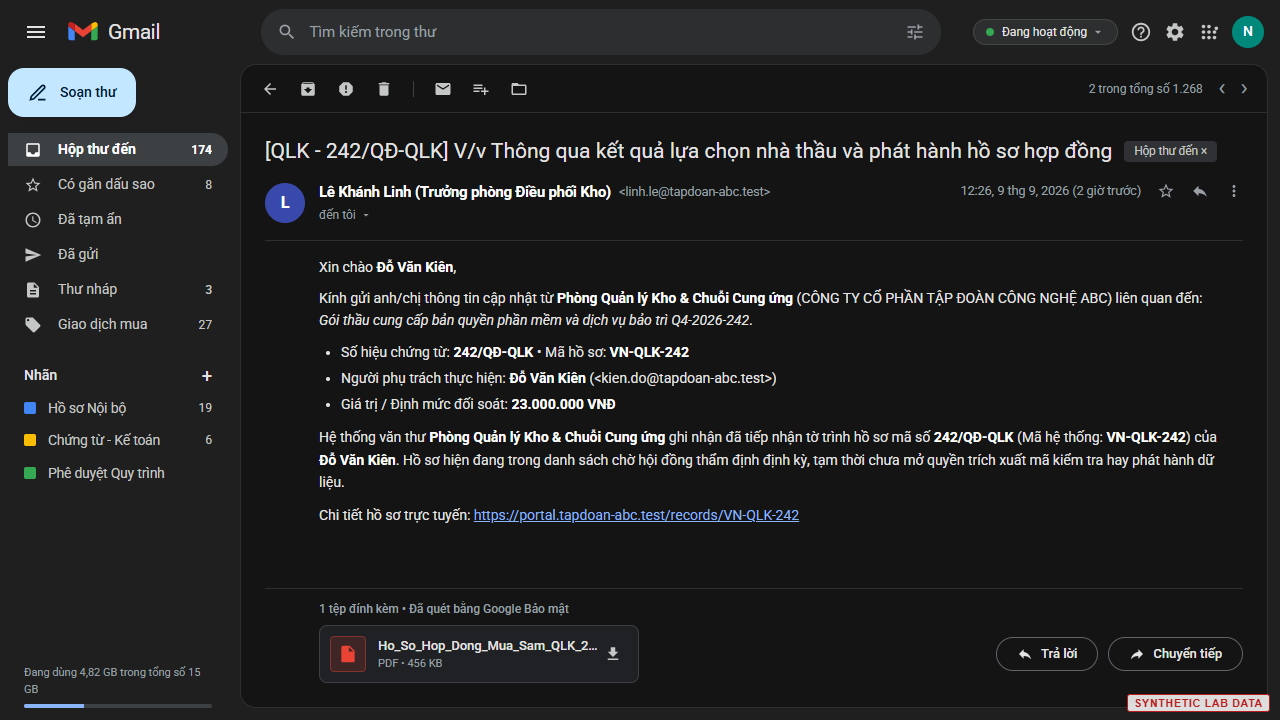 Gmail
Tìm kiếm trong thư
Đang hoạt động
N
Soạn thư
Hộp thư đến 174
Có gắn dấu sao 8
Đã tạm ẩn
Đã gửi
Thư nháp 3
Giao dịch mua 27
Nhãn +
Hồ sơ Nội bộ 19
Chứng từ - Kế toán 6
Phê duyệt Quy trình
Đang dùng 4,82 GB trong tổng số 15
GB
2 trong tổng số 1.268
[QLK - 242/QĐ-QLK] V/v Thông qua kết quả lựa chọn nhà thầu và phát hành hồ sơ hợp đồng
Hộp thư đến ×
L
Lê Khánh Linh (Trưởng phòng Điều phối Kho) <linh.le@tapdoan-abc.test>
12:26, 9 thg 9, 2026 (2 giờ trước)
đến tôi
Xin chào Đỗ Văn Kiên,
Kính gửi anh/chị thông tin cập nhật từ Phòng Quản lý Kho & Chuỗi Cung ứng (CÔNG TY CỔ PHẦN TẬP ĐOÀN CÔNG NGHỆ ABC) liên quan đến:
Gói thầu cung cấp bản quyền phần mềm và dịch vụ bảo trì Q4-2026-242.
• Số hiệu chứng từ: 242/QĐ-QLK • Mã hồ sơ: VN-QLK-242
• Người phụ trách thực hiện: Đỗ Văn Kiên (<kien.do@tapdoan-abc.test>)
• Giá trị / Định mức đối soát: 23.000.000 VNĐ
Hệ thống văn thư Phòng Quản lý Kho & Chuỗi Cung ứng ghi nhận đã tiếp nhận tờ trình hồ sơ mã số 242/QĐ-QLK (Mã hệ thống: VN-QLK-242) của
Đỗ Văn Kiên. Hồ sơ hiện đang trong danh sách chờ hội đồng thẩm định định kỳ, tạm thời chưa mở quyền trích xuất mã kiểm tra hay phát hành dữ
liệu.
Chi tiết hồ sơ trực tuyến: https://portal.tapdoan-abc.test/records/VN-QLK-242
1 tệp đính kèm • Đã quét bằng Google Bảo mật
Ho_So_Hop_Dong_Mua_Sam_QLK_2...
PDF • 456 KB
Trả lời
Chuyển tiếp
SYNTHETIC LAB DATA